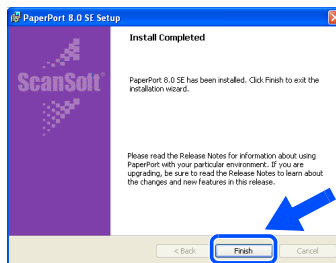 PaperPort 8.0 SE Setup
Install Completed
ScanSoft®
PaperPort 8.0 SE has been installed. Click Finish to exit the
installation wizard.
Please read the Release Notes for information about using
PaperPort with your particular environment. If you are
upgrading, be sure to read the Release Notes to learn about
the changes and new features in this release.
< Back
Finish
Cancel